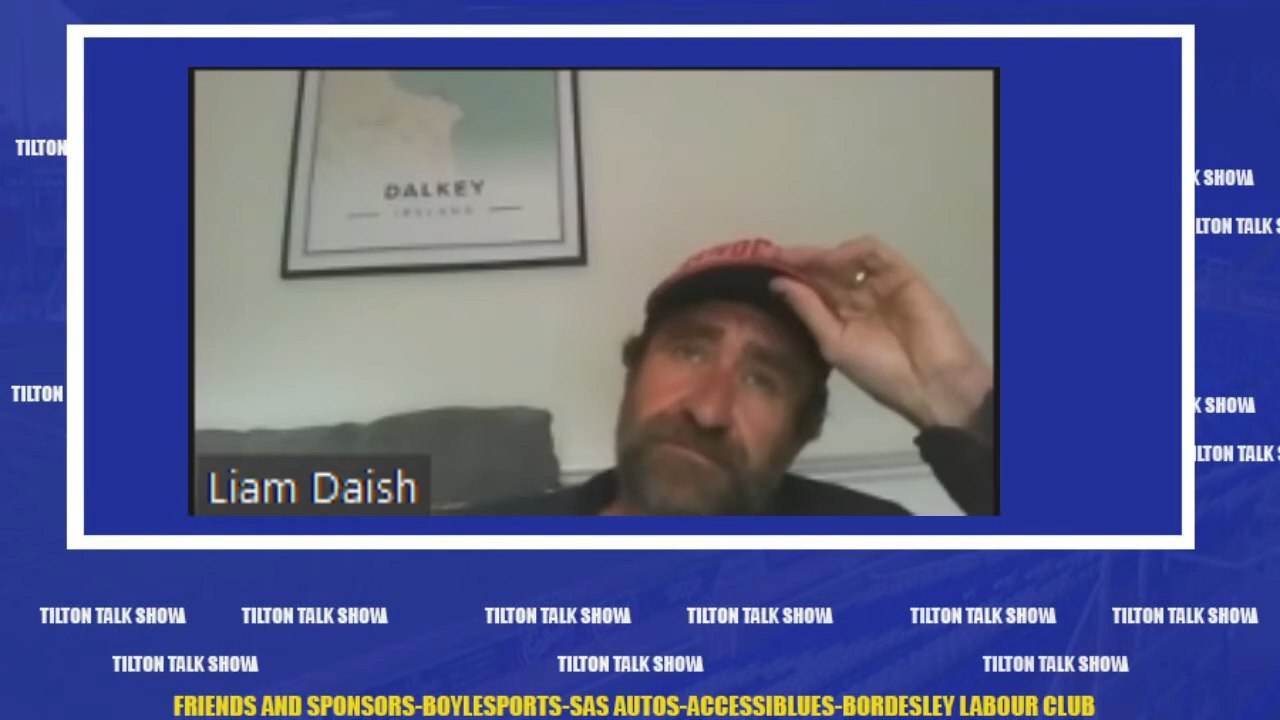 DALKEY
IRELAND
Liam Daish
TILTON
K SHOW
LTON TALK S
TILTON
K SHOW
LTON TALK S
TILTON TALK SHOW TILTON TALK SHOW TILTON TALK SHOW TILTON TALK SHOW TILTON TALK SHOW TILTON TALK SHOW
TILTON TALK SHOW TILTON TALK SHOW TILTON TALK SHOW
FRIENDS AND SPONSORS-BOYLESPORTS-SAS AUTOS-ACCESSIBLUES-BORDESLEY LABOUR CLUB